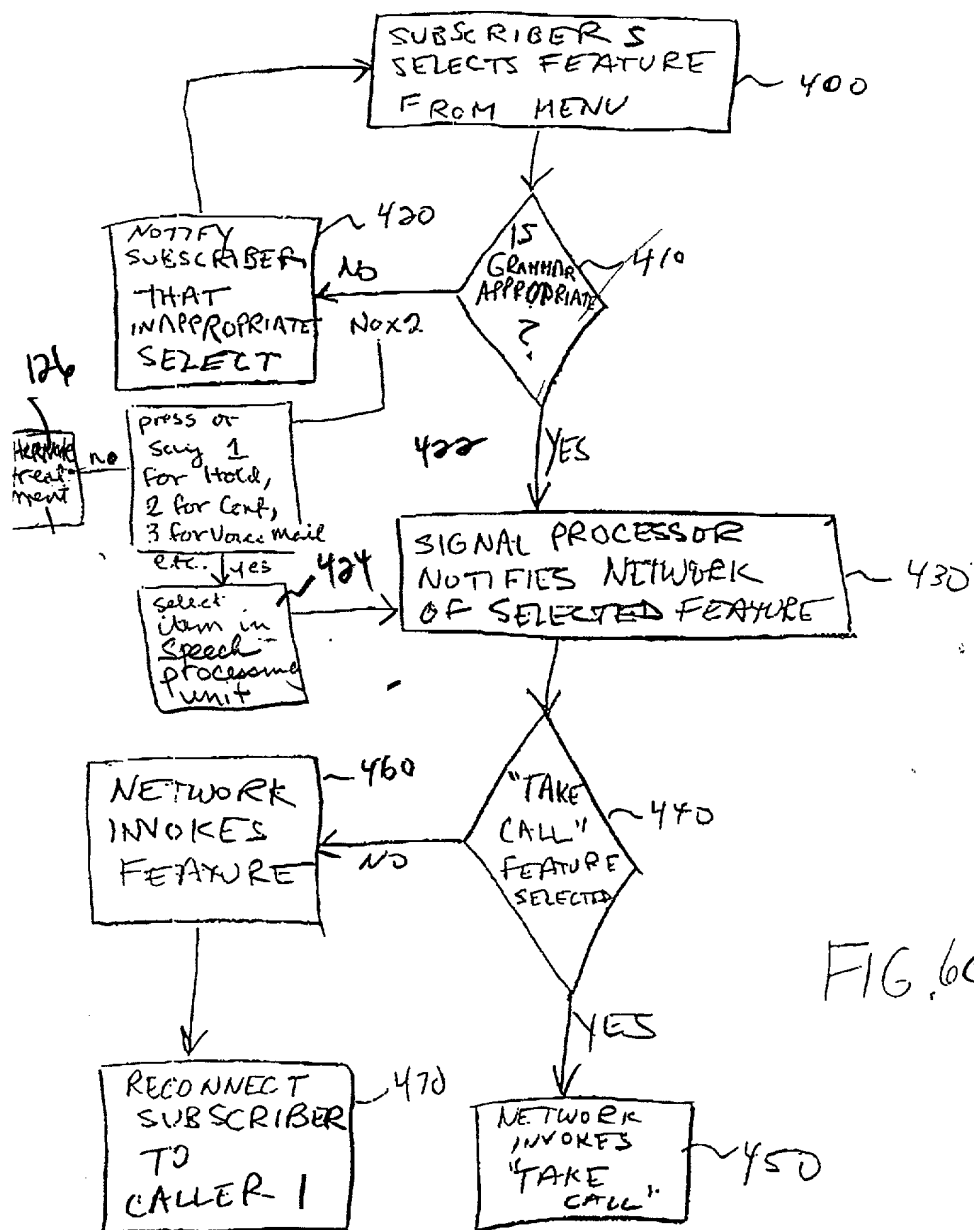 SUBSCRIBER S
SELECTS FEATURE
FROM MENU
400
IS
GRAMMAR
APPROPRIATE
?
410
NO
NOX2
420
NOTIFY
SUBSCRIBER
THAT
INAPPROPRIATE
SELECT
126
treat-
ment
no
press or
say 1
for Hold,
2 for Conf,
3 for Voice Mail
etc.
yes
422
YES
424
select
item in
speech
processing
unit
SIGNAL PROCESSOR
NOTIFIES NETWORK
OF SELECTED FEATURE
430
"TAKE
CALL"
FEATURE
SELECTED
440
NO
460
NETWORK
INVOKES
FEATURE
YES
FIG.6C
RECONNECT
SUBSCRIBER
TO
CALLER 1
470
NETWORK
INVOKES
"TAKE
CALL"
450